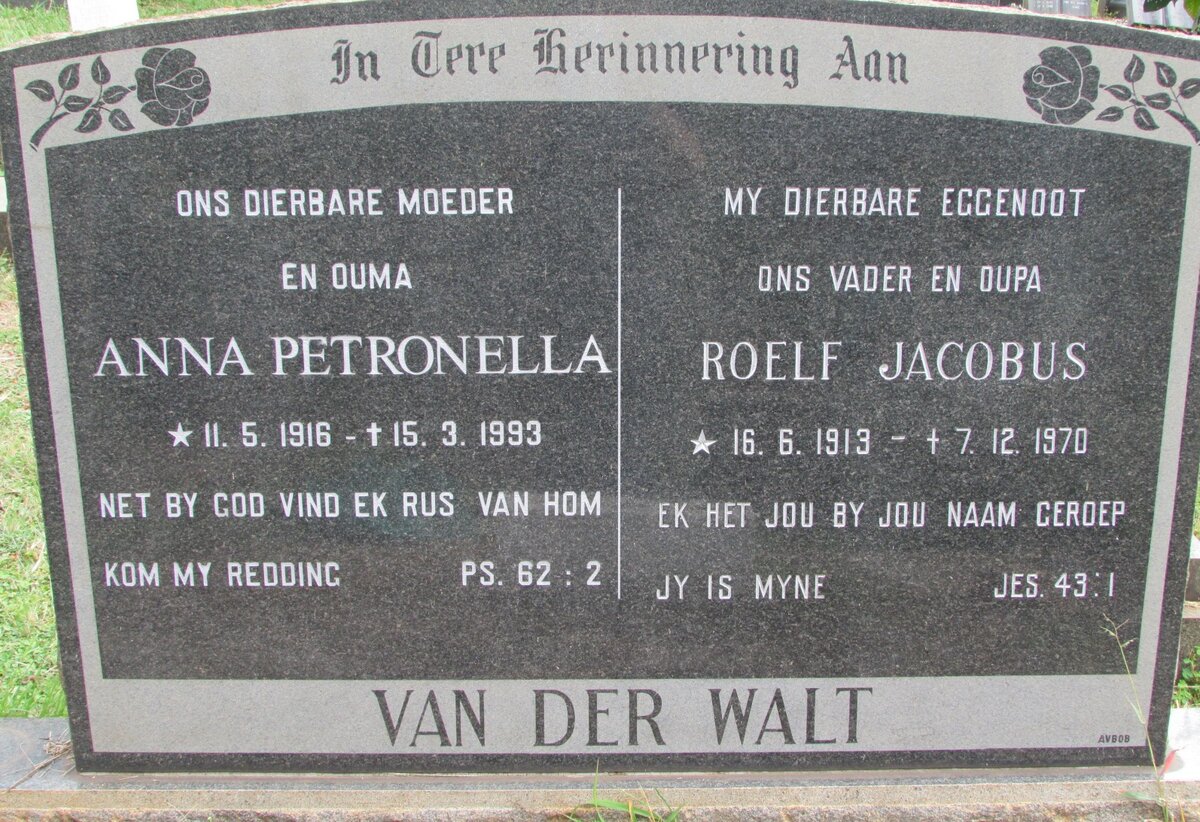 In Tere Herinnering Aan
ONS DIERBARE MOEDER
EN OUMA
ANNA PETRONELLA
★ 11. 5. 1916 - ✝ 15. 3. 1993
NET BY GOD VIND EK RUS VAN HOM
KOM MY REDDING PS. 62 : 2
MY DIERBARE EGGENOOT
ONS VADER EN OUPA
ROELF JACOBUS
★ 16. 6. 1913 - ✝ 7. 12. 1970
EK HET JOU BY JOU NAAM GEROEP
JY IS MYNE JES. 43 : 1
VAN DER WALT
AVBOB